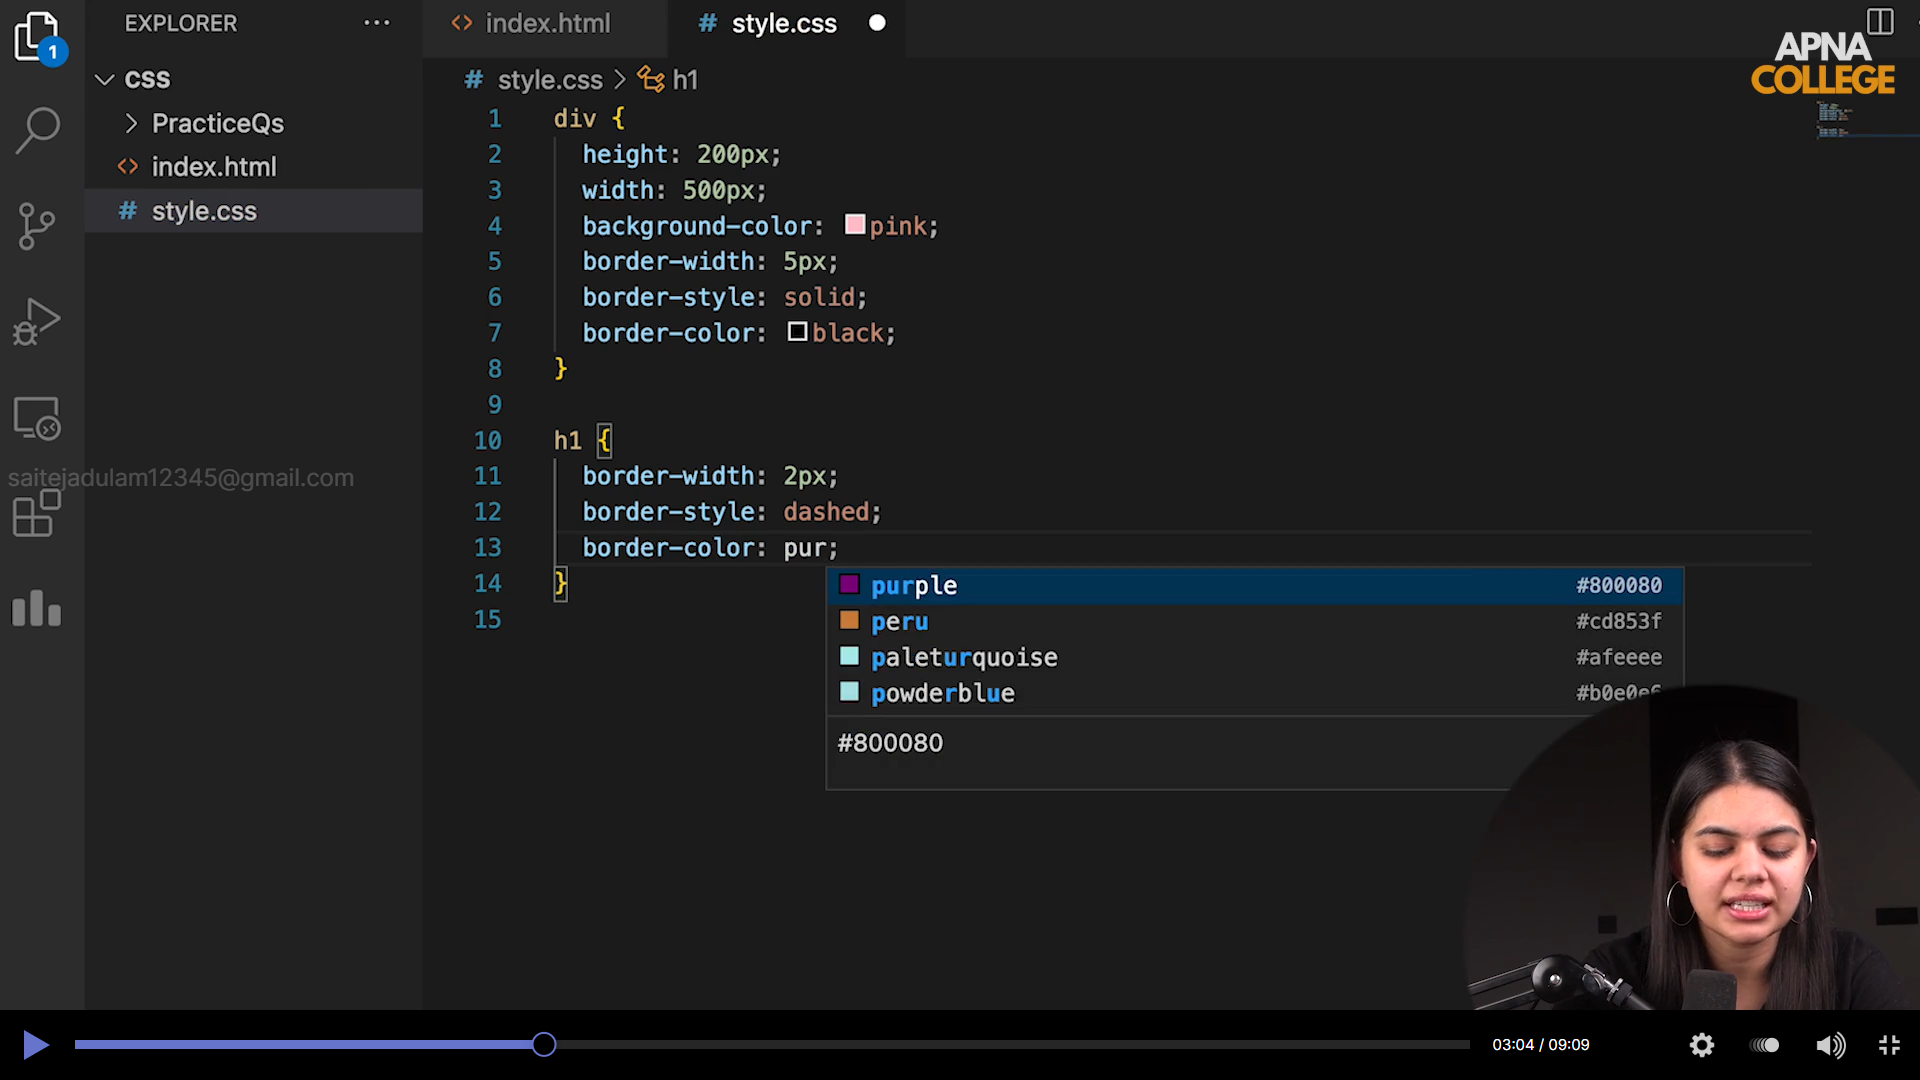 1
EXPLORER
···
index.html
# style.css
APNA
COLLEGE
CSS
PracticeQs
index.html
# style.css
# style.css > h1
1 div {
2 height: 200px;
3 width: 500px;
4 background-color: pink;
5 border-width: 5px;
6 border-style: solid;
7 border-color: black;
8 }
9
10 h1 {
11 border-width: 2px;
12 border-style: dashed;
13 border-color: pur;
14 }
15
purple #800080
peru #cd853f
paleturquoise #afeeee
powderblue #b0e0e6
#800080
saitejadulam12345@gmail.com
03:04 / 09:09